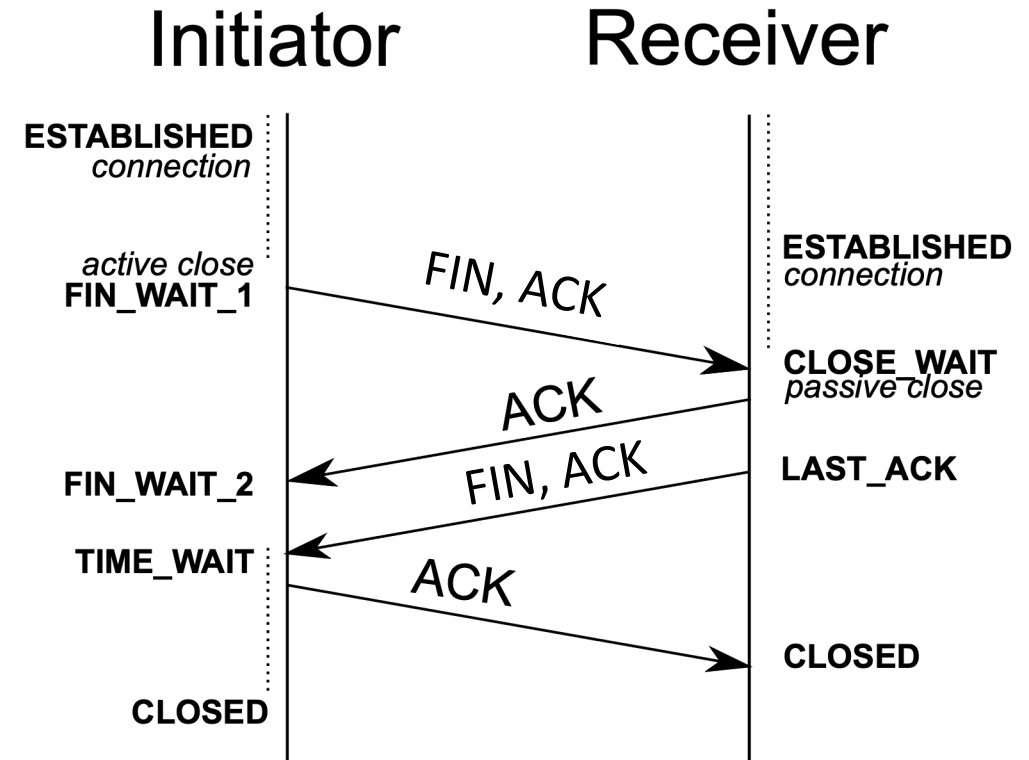 Initiator
Receiver
ESTABLISHED
connection
active close
FIN_WAIT_1
FIN, ACK
ESTABLISHED
connection
CLOSE_WAIT
passive close
ACK
FIN_WAIT_2
FIN, ACK
LAST_ACK
TIME_WAIT
ACK
CLOSED
CLOSED